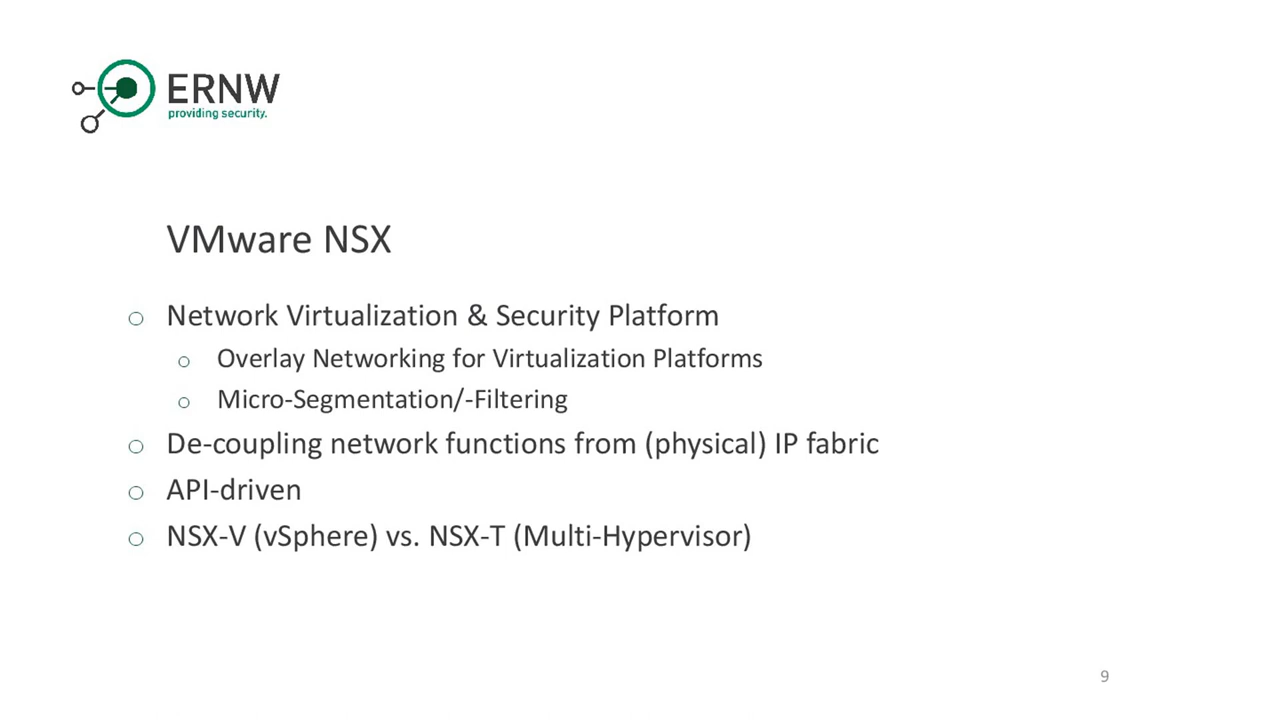 ERNW
providing security.
VMware NSX
Network Virtualization & Security Platform
Overlay Networking for Virtualization Platforms
Micro-Segmentation/-Filtering
De-coupling network functions from (physical) IP fabric
API-driven
NSX-V (vSphere) vs. NSX-T (Multi-Hypervisor)
9